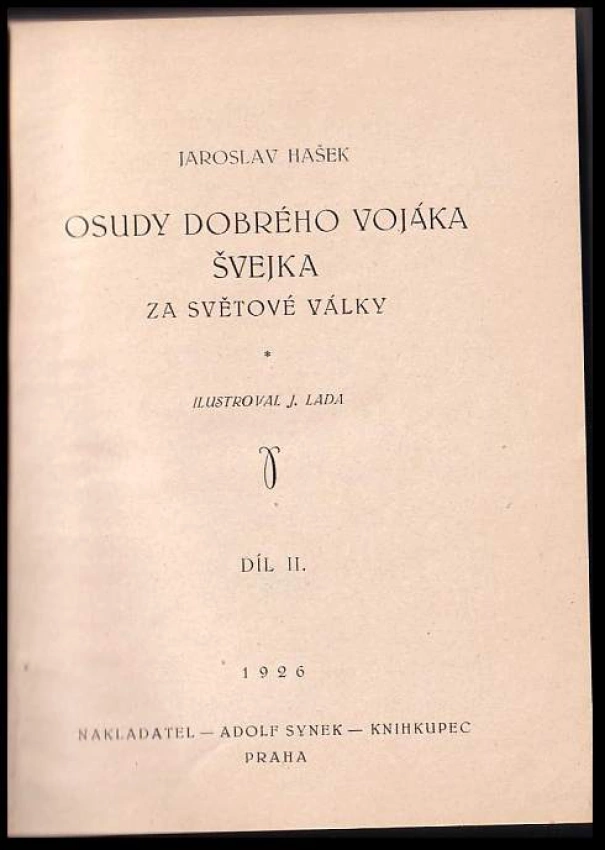 JAROSLAV HAŠEK
OSUDY DOBRÉHO VOJÁKA
ŠVEJKA
ZA SVĚTOVÉ VÁLKY
*
ILUSTROVAL J. LADA
DÍL II.
1926
NAKLADATEL — ADOLF SYNEK — KNIHKUPEC
PRAHA